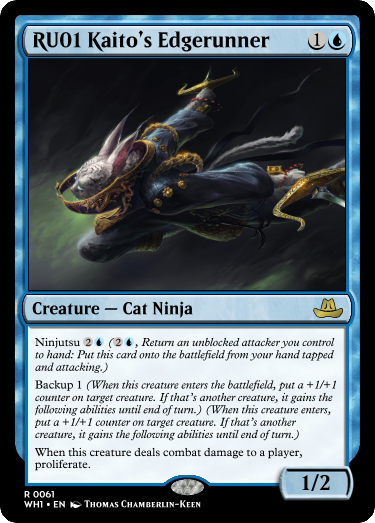 RU01 Kaito's Edgerunner 1
Creature — Cat Ninja
Ninjutsu 2 (2, Return an unblocked attacker you control
to hand: Put this card onto the battlefield from your hand tapped
and attacking.)
Backup 1 (When this creature enters the battlefield, put a +1/+1
counter on target creature. If that's another creature, it gains the
following abilities until end of turn.) (When this creature enters,
put a +1/+1 counter on target creature. If that's another
creature, it gains the following abilities until end of turn.)
When this creature deals combat damage to a player,
proliferate.
1/2
R 0061
WH1 • EN Thomas Chamberlin-Keen